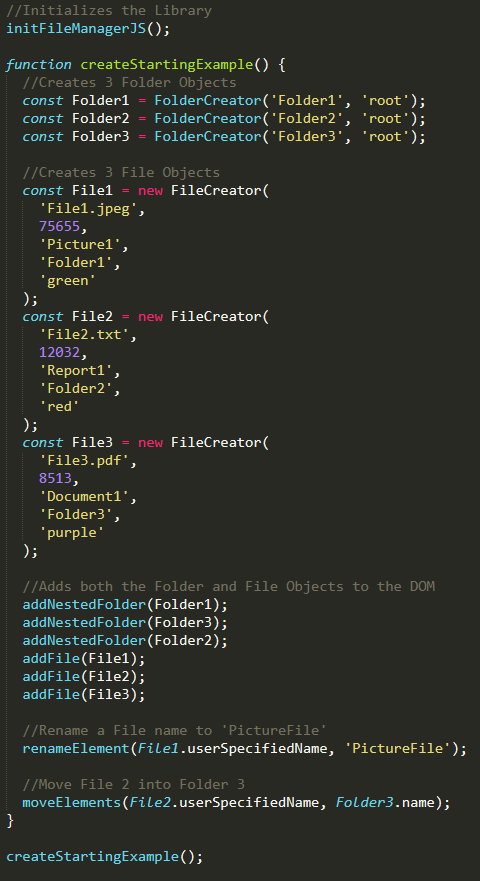 //Initializes the Library
initFileManagerJS();
function createStartingExample() {
//Creates 3 Folder Objects
const Folder1 = FolderCreator('Folder1', 'root');
const Folder2 = FolderCreator('Folder2', 'root');
const Folder3 = FolderCreator('Folder3', 'root');
//Creates 3 File Objects
const File1 = new FileCreator(
'File1.jpeg',
75655,
'Picture1',
'Folder1',
'green'
);
const File2 = new FileCreator(
'File2.txt',
12032,
'Report1',
'Folder2',
'red'
);
const File3 = new FileCreator(
'File3.pdf',
8513,
'Document1',
'Folder3',
'purple'
);
//Adds both the Folder and File Objects to the DOM
addNestedFolder(Folder1);
addNestedFolder(Folder3);
addNestedFolder(Folder2);
addFile(File1);
addFile(File2);
addFile(File3);
//Rename a File name to 'PictureFile'
renameElement(File1.userSpecifiedName, 'PictureFile');
//Move File 2 into Folder 3
moveElements(File2.userSpecifiedName, Folder3.name);
}
createStartingExample();